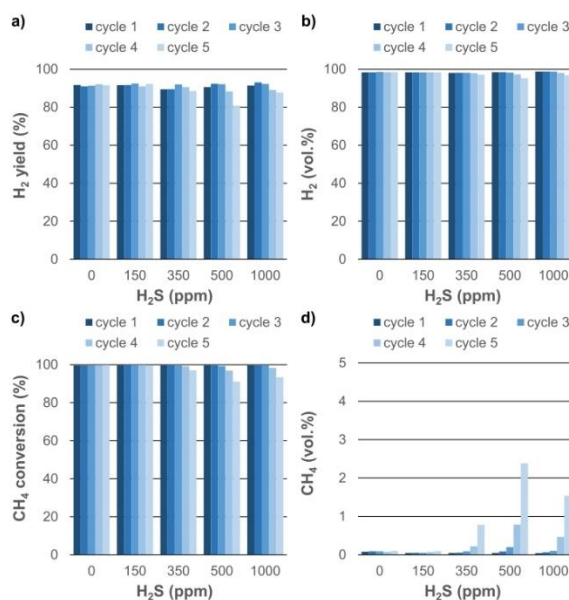 a)
cycle 1 cycle 2 cycle 3
cycle 4 cycle 5
100
80
60
40
20
0
H₂ yield (%)
0 150 350 500 1000
H₂S (ppm)
b)
cycle 1 cycle 2 cycle 3
cycle 4 cycle 5
100
80
60
40
20
0
H₂ (vol.%)
0 150 350 500 1000
H₂S (ppm)
c)
cycle 1 cycle 2 cycle 3
cycle 4 cycle 5
100
80
60
40
20
0
CH₄ conversion (%)
0 150 350 500 1000
H₂S (ppm)
d)
cycle 1 cycle 2 cycle 3
cycle 4 cycle 5
5
4
3
2
1
0
CH₄ (vol.%)
0 150 350 500 1000
H₂S (ppm)